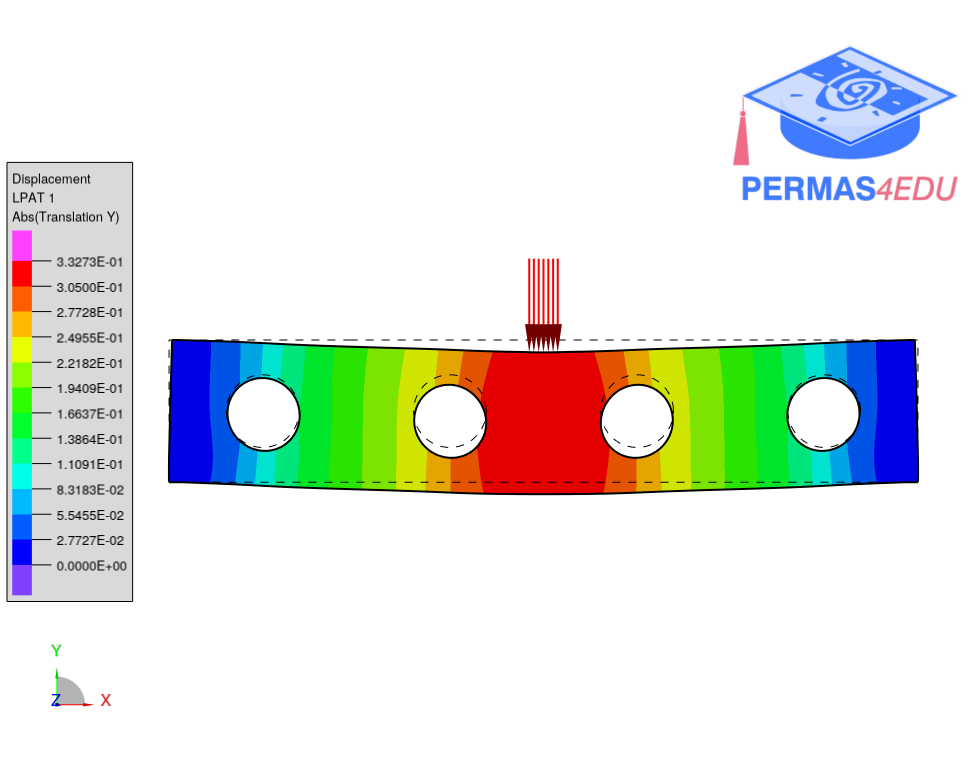 PERMAS4EDU
Displacement
LPAT 1
Abs(Translation Y)
3.3273E-01
3.0500E-01
2.7728E-01
2.4955E-01
2.2182E-01
1.9409E-01
1.6637E-01
1.3864E-01
1.1091E-01
8.3183E-02
5.5455E-02
2.7727E-02
0.0000E+00
Y
Z X